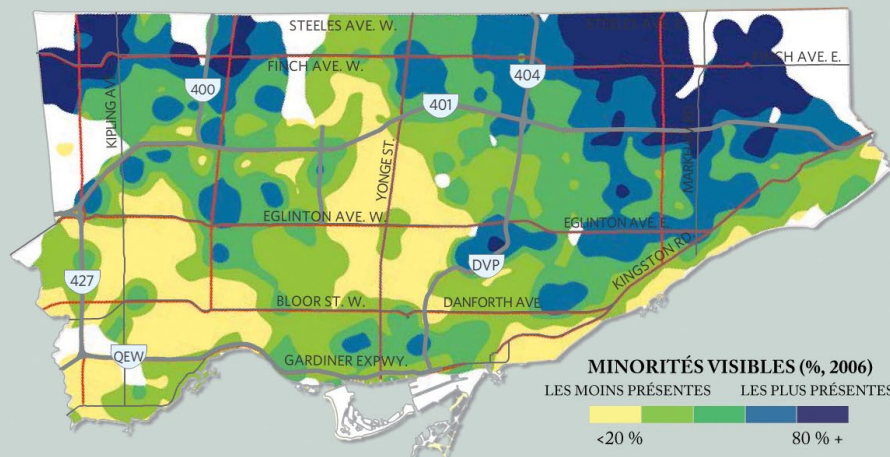 STEELES AVE. W.
STEELES AV
FINCH AVE. W.
CH AVE. E.
400
401
404
KIPLING AVE
YONGE ST.
MARKHAM
EGLINTON AVE. W.
EGLINTON AVE. E.
427
DVP
KINGSTON RD.
BLOOR ST. W.
DANFORTH AVE
QEW
GARDINER EXPWY.
MINORITÉS VISIBLES (%, 2006)
LES MOINS PRÉSENTES LES PLUS PRÉSENTES
<20 % 80 % +